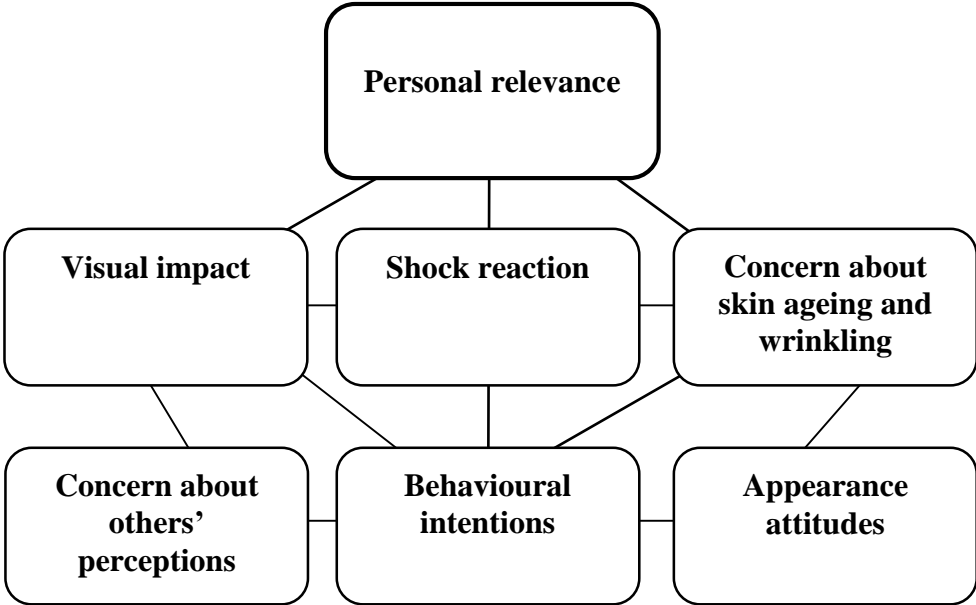 Personal relevance
Visual impact
Shock reaction
Concern about
skin ageing and
wrinkling
Concern about
others’
perceptions
Behavioural
intentions
Appearance
attitudes